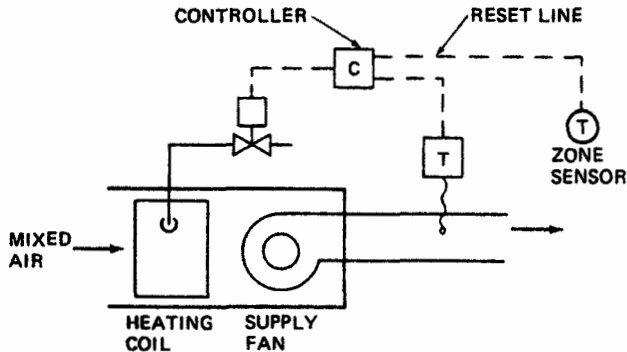 CONTROLLER
RESET LINE
C
T
T
ZONE
SENSOR
MIXED
AIR
HEATING
COIL
SUPPLY
FAN